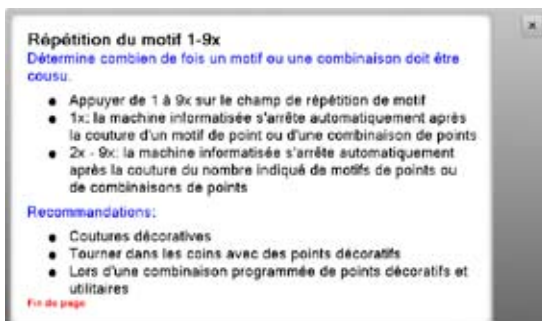 Répétition du motif 1-9x
Détermine combien de fois un motif ou une combinaison doit être
cousu.
• Appuyer de 1 à 9x sur le champ de répétition de motif
• 1x: la machine informatisée s'arrête automatiquement après
la couture d'un motif de point ou d'une combinaison de points
• 2x - 9x: la machine informatisée s'arrête automatiquement
après la couture du nombre indiqué de motifs de points ou
de combinaisons de points
Recommandations:
• Coutures décoratives
• Tourner dans les coins avec des points décoratifs
• Lors d'une combinaison programmée de points décoratifs et
utilitaires
Fin de page